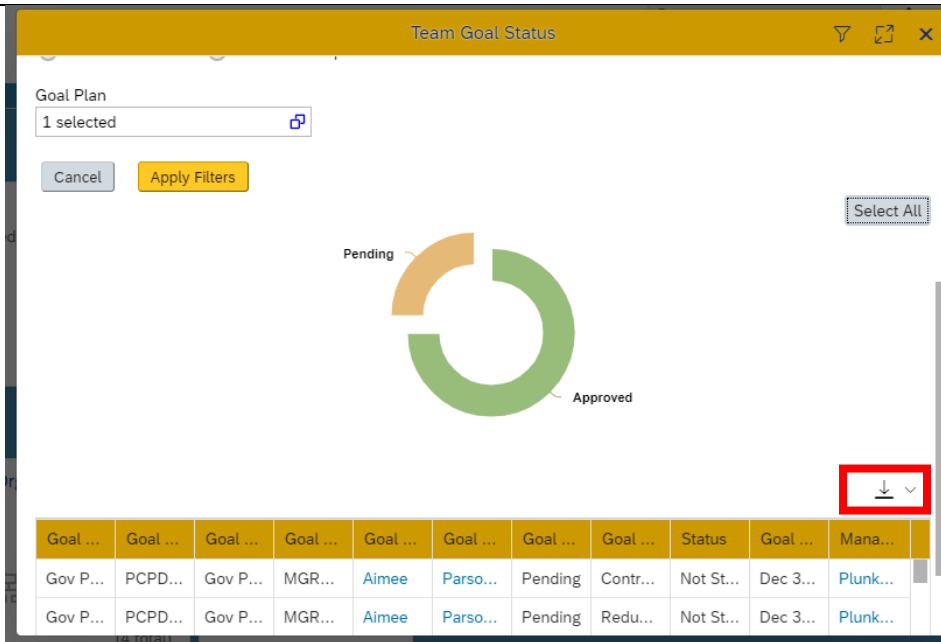 Team Goal Status
Goal Plan
1 selected
Cancel Apply Filters
Select All
Pending
Approved
Goal ... Goal ... Goal ... Goal ... Goal ... Goal ... Goal ... Goal ... Status Goal ... Mana...
Gov P... PCPD... Gov P... MGR... Aimee Parso... Pending Contr... Not St... Dec 3... Plunk...
Gov P... PCPD... Gov P... MGR... Aimee Parso... Pending Redu... Not St... Dec 3... Plunk...